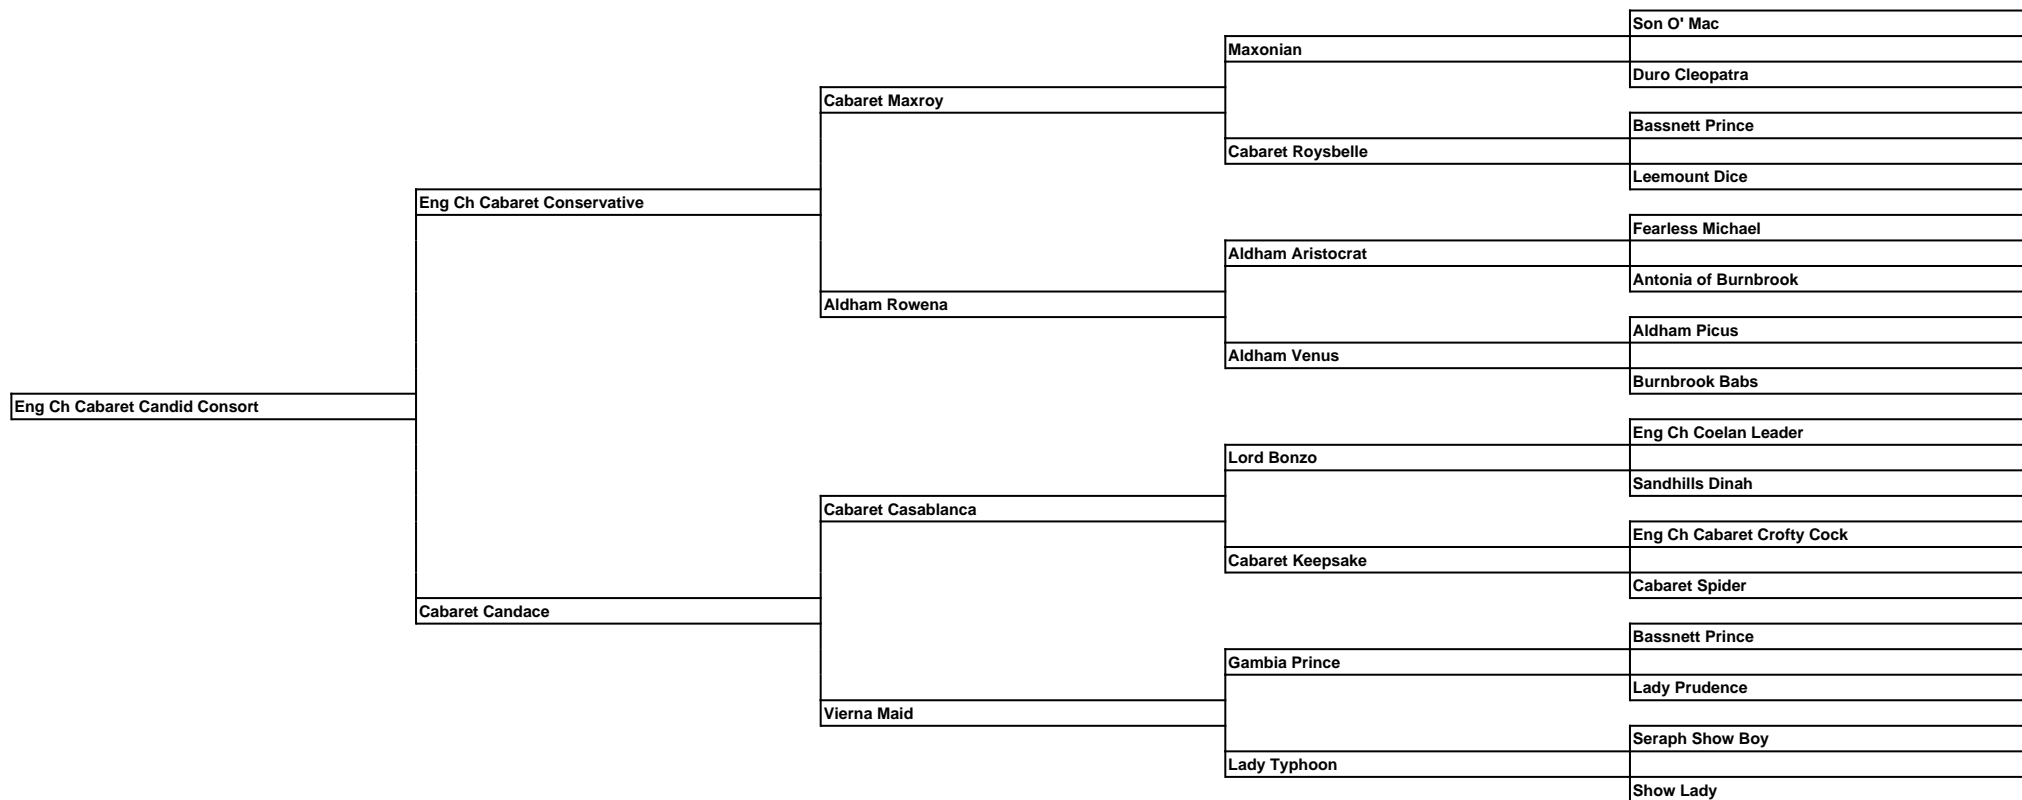 Son O' Mac
Maxonian
Duro Cleopatra
Cabaret Maxroy
Bassnett Prince
Cabaret Roysbelle
Leemount Dice
Eng Ch Cabaret Conservative
Fearless Michael
Aldham Aristocrat
Antonia of Burnbrook
Aldham Rowena
Aldham Picus
Aldham Venus
Burnbrook Babs
Eng Ch Cabaret Candid Consort
Eng Ch Coelan Leader
Lord Bonzo
Sandhills Dinah
Cabaret Casablanca
Eng Ch Cabaret Crofty Cock
Cabaret Keepsake
Cabaret Spider
Cabaret Candace
Bassnett Prince
Gambia Prince
Lady Prudence
Vierna Maid
Seraph Show Boy
Lady Typhoon
Show Lady